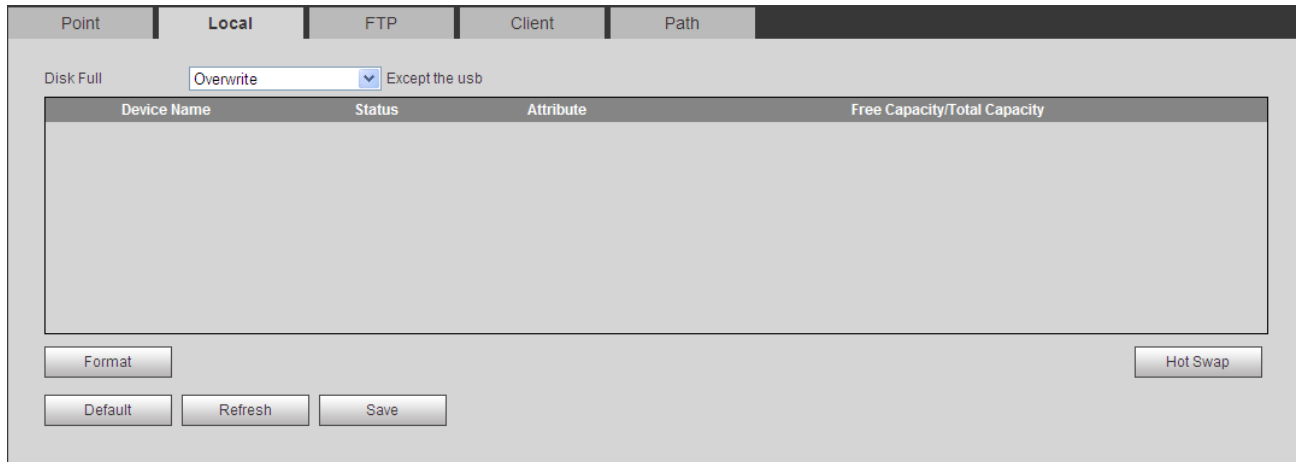 Point Local FTP Client Path
Disk Full Overwrite Except the usb
Device Name Status Attribute Free Capacity/Total Capacity
Format Hot Swap
Default Refresh Save